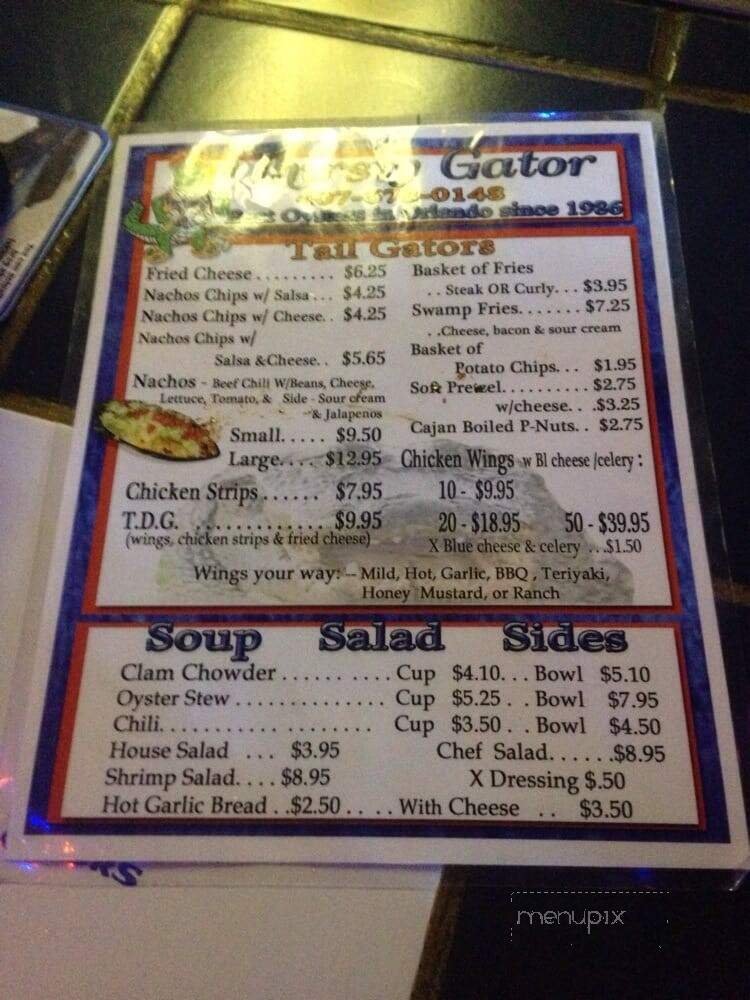 Gator
-0148
in Orlando since 1986
Tail Gators
Fried Cheese......... $6.25
Nachos Chips w/ Salsa... $4.25
Nachos Chips w/ Cheese.. $4.25
Nachos Chips w/
Salsa &Cheese.. $5.65
Nachos - Beef Chili W/Beans, Cheese,
Lettuce, Tomato, & Side - Sour cream
~& Jalapenos
Small..... $9.50
Large.... $12.95
Chicken Strips...... $7.95
T.D.G. ............. $9.95
(wings, chicken strips & fried cheese)
Basket of Fries
..Steak OR Curly... $3.95
Swamp Fries....... $7.25
..Cheese, bacon & sour cream
Basket of
Potato Chips... $1.95
Soft Pretzel.......... $2.75
w/cheese.. .$3.25
Cajan Boiled P-Nuts.. $2.75
Chicken Wings w Bl cheese /celery :
10 - $9.95
20 - $18.95 50 - $39.95
X Blue cheese & celery ...$1.50
Wings your way: -- Mild, Hot, Garlic, BBQ , Teriyaki,
Honey Mustard, or Ranch
Soup Salad Sides
Clam Chowder.......... Cup $4.10... Bowl $5.10
Oyster Stew.............. Cup $5.25.. Bowl $7.95
Chili................... Cup $3.50.. Bowl $4.50
House Salad ... $3.95 Chef Salad......$8.95
Shrimp Salad.... $8.95 X Dressing $.50
Hot Garlic Bread ..$2.50.... With Cheese .. $3.50
menupix